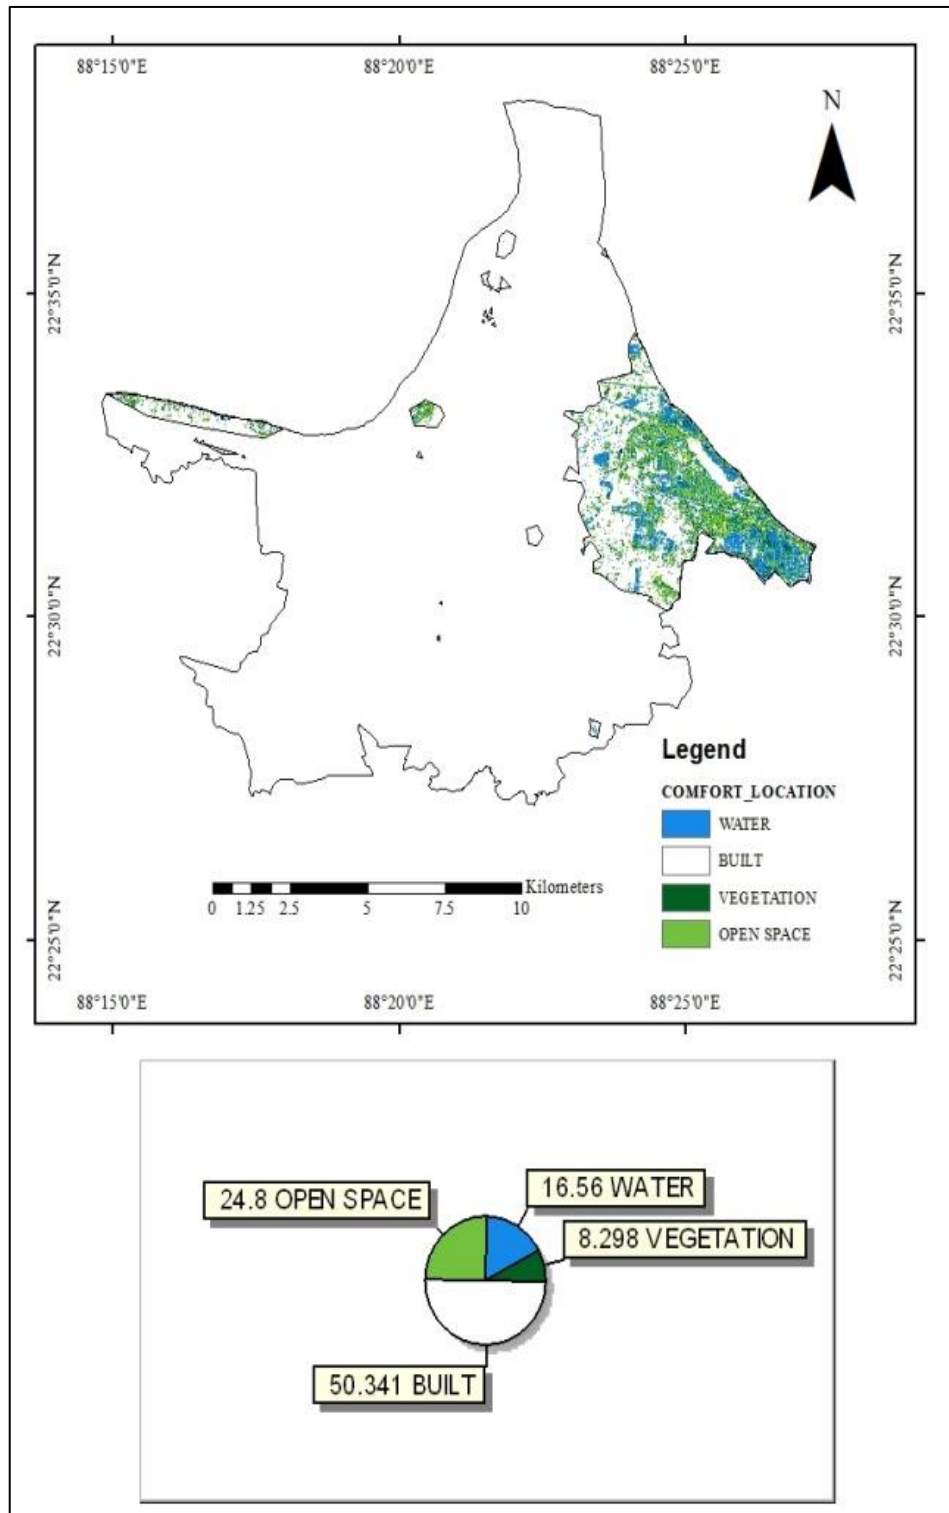 88°15'0"E 88°20'0"E 88°25'0"E
N
22°35'0"N 22°35'0"N
22°30'0"N 22°30'0"N
Legend
COMFORT_LOCATION
WATER
BUILT
VEGETATION
OPEN SPACE
Kilometers
0 1.25 2.5 5 7.5 10
22°25'0"N 22°25'0"N
88°15'0"E 88°20'0"E 88°25'0"E
16.56 WATER
24.8 OPEN SPACE
8.298 VEGETATION
50.341 BUILT